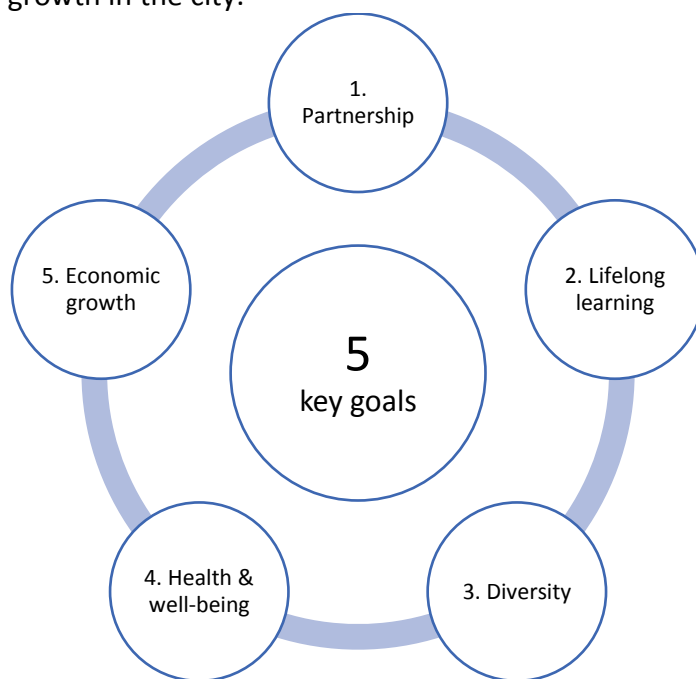 growth in the city.
1.
Partnership
2. Lifelong
learning
3. Diversity
4. Health &
well-being
5. Economic
growth
5
key goals